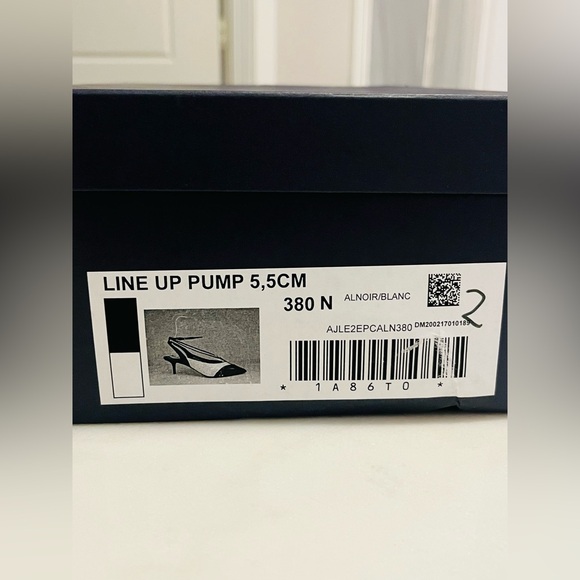 LINE UP PUMP 5,5CM
380 N ALNOIR/BLANC
AJLE2EPCALN380 DM200217010189
2
* 1A86T0 *